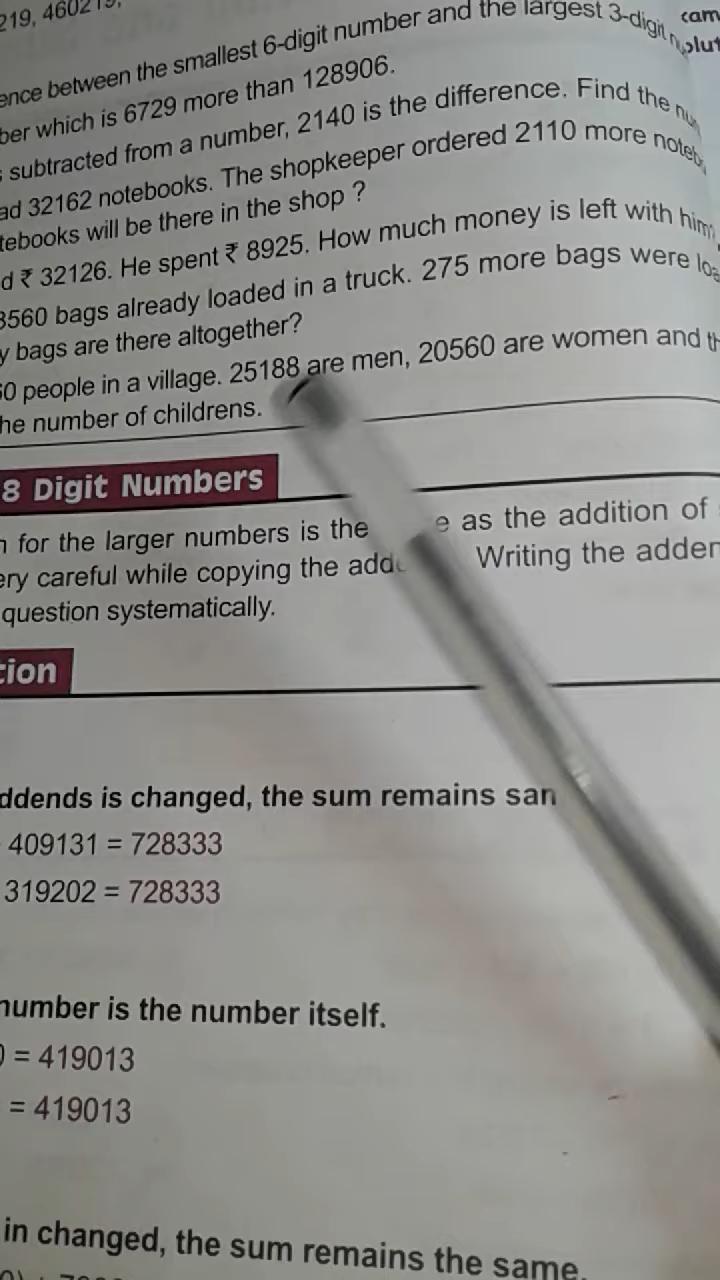 219, 460219,
ence between the smallest 6-digit number and the largest 3-digit
ber which is 6729 more than 128906.
subtracted from a number, 2140 is the difference. Find the
ad 32162 notebooks. The shopkeeper ordered 2110 more
tebooks will be there in the shop ?
d ₹ 32126. He spent ₹ 8925. How much money is left with him
3560 bags already loaded in a truck. 275 more bags were
y bags are there altogether?
60 people in a village. 25188 are men, 20560 are women and
he number of childrens.
8 Digit Numbers
n for the larger numbers is the e as the addition of
ery careful while copying the Writing the adden
question systematically.
tion
ddends is changed, the sum remains
409131 = 728333
319202 = 728333
number is the number itself.
0 = 419013
= 419013
in changed, the sum remains the same.